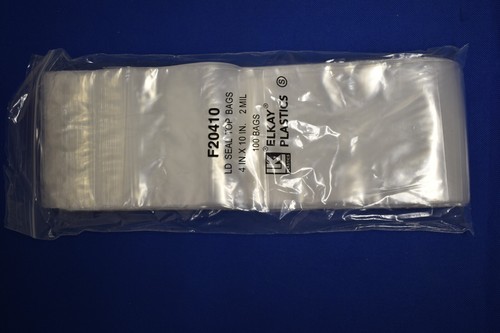 F20410
LD SEAL TOP BAGS
4 IN X 10 IN. 2 MIL
100 BAGS
ELKAY®
PLASTICS
S